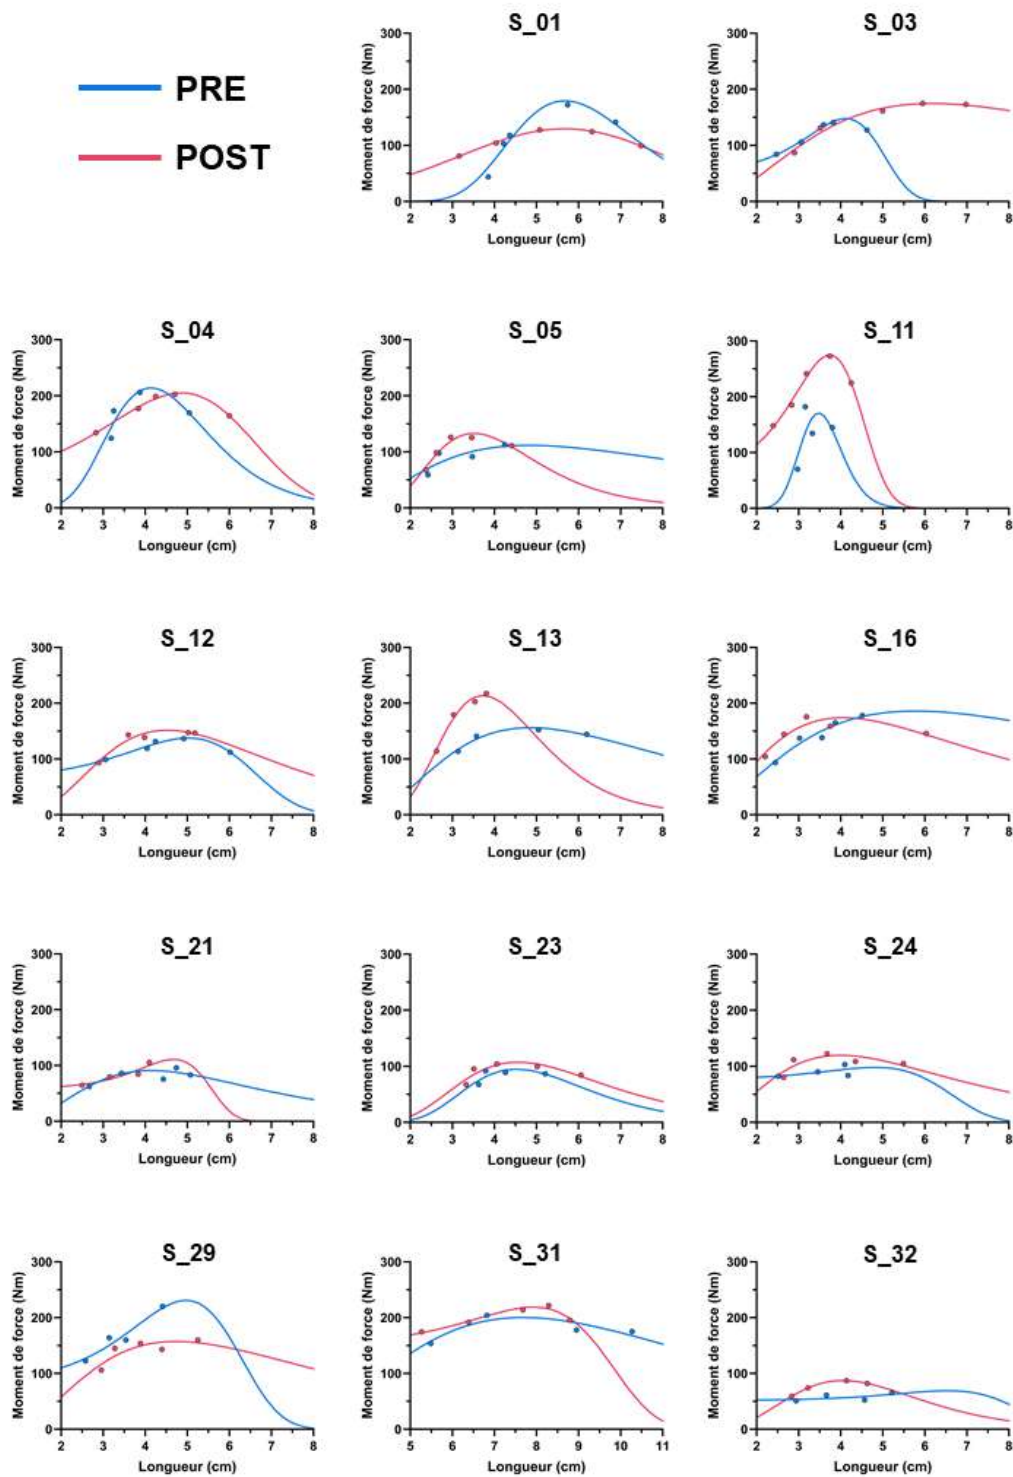 PRE
POST
S_01
Moment de force (Nm)
300
200
100
0
2 3 4 5 6 7 8
Longueur (cm)
S_03
Moment de force (Nm)
300
200
100
0
2 3 4 5 6 7 8
Longueur (cm)
S_04
Moment de force (Nm)
300
200
100
0
2 3 4 5 6 7 8
Longueur (cm)
S_05
Moment de force (Nm)
300
200
100
0
2 3 4 5 6 7 8
Longueur (cm)
S_11
Moment de force (Nm)
300
200
100
0
2 3 4 5 6 7 8
Longueur (cm)
S_12
Moment de force (Nm)
300
200
100
0
2 3 4 5 6 7 8
Longueur (cm)
S_13
Moment de force (Nm)
300
200
100
0
2 3 4 5 6 7 8
Longueur (cm)
S_16
Moment de force (Nm)
300
200
100
0
2 3 4 5 6 7 8
Longueur (cm)
S_21
Moment de force (Nm)
300
200
100
0
2 3 4 5 6 7 8
Longueur (cm)
S_23
Moment de force (Nm)
300
200
100
0
2 3 4 5 6 7 8
Longueur (cm)
S_24
Moment de force (Nm)
300
200
100
0
2 3 4 5 6 7 8
Longueur (cm)
S_29
Moment de force (Nm)
300
200
100
0
2 3 4 5 6 7 8
Longueur (cm)
S_31
Moment de force (Nm)
300
200
100
0
5 6 7 8 9 10 11
Longueur (cm)
S_32
Moment de force (Nm)
300
200
100
0
2 3 4 5 6 7 8
Longueur (cm)